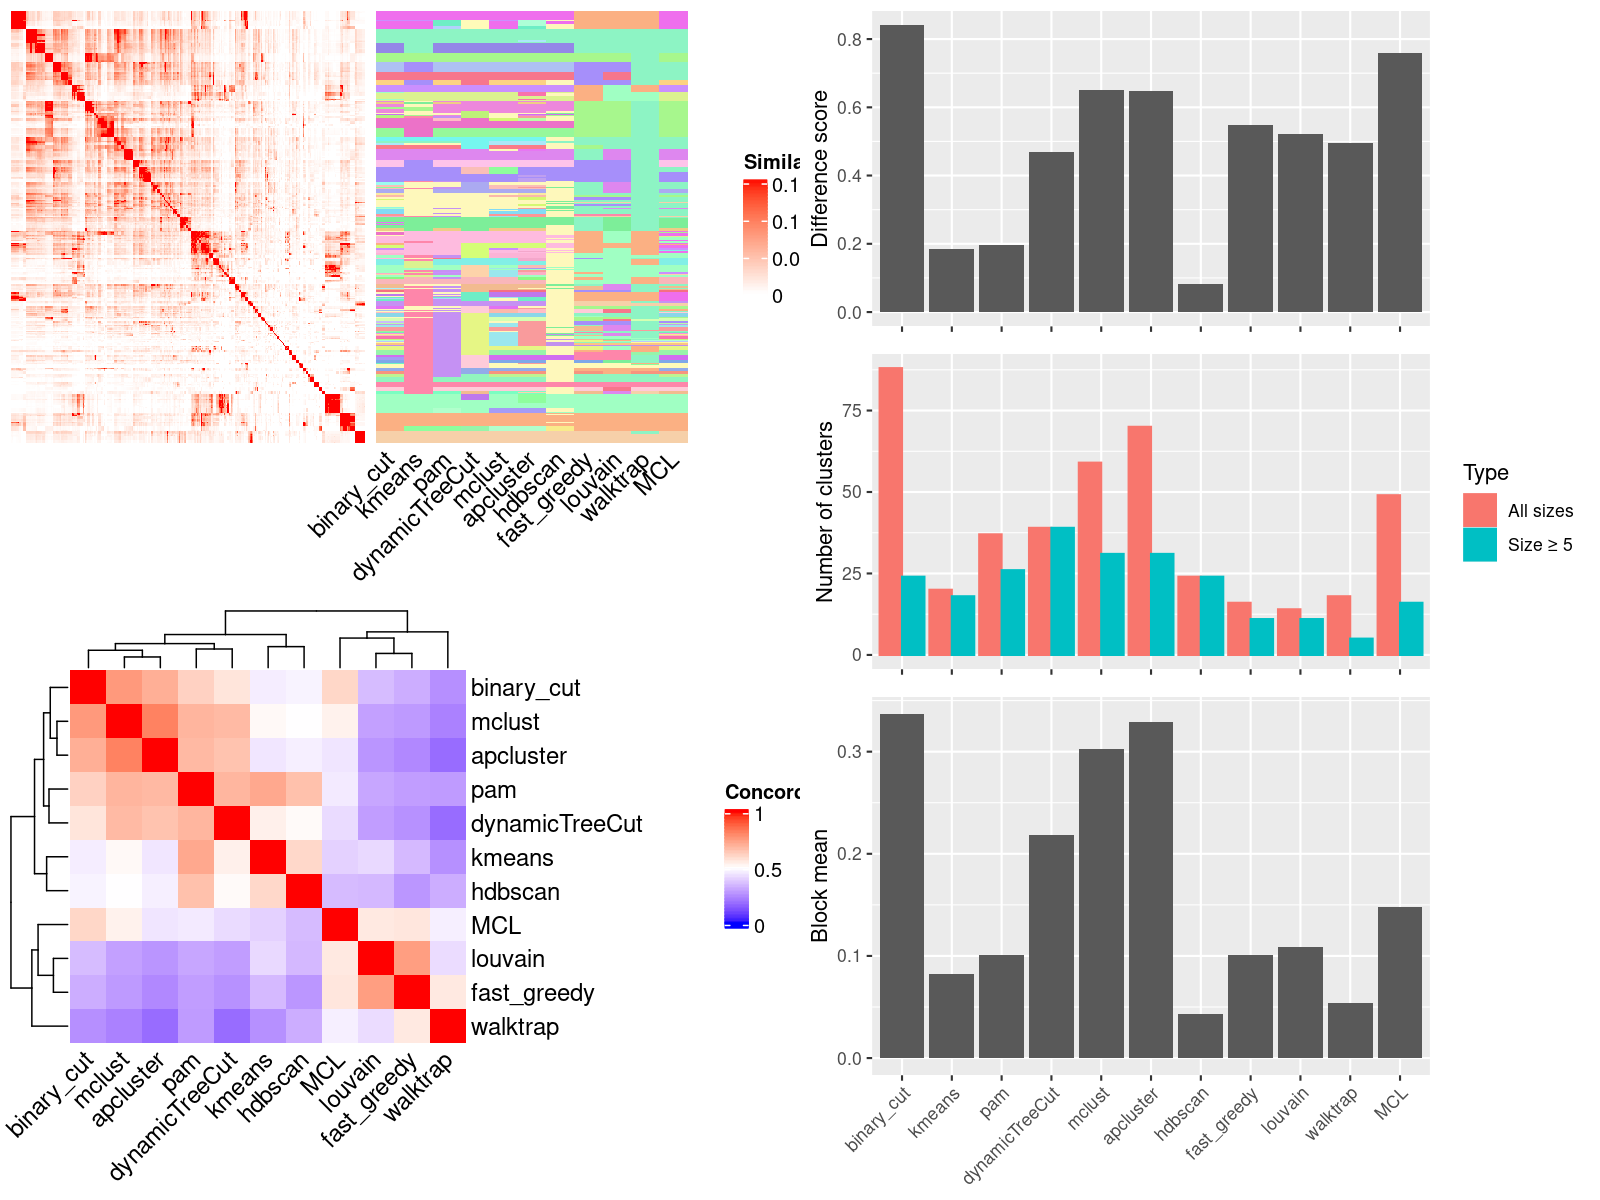 Simila
0.1
0.1
0.0
0
binary_cut
kmeans
pam
dynamicTreeCut
mclust
apcluster
hdbscan
fast_greedy
louvain
walktrap
MCL
binary_cut
mclust
apcluster
pam
dynamicTreeCut
kmeans
hdbscan
MCL
louvain
fast_greedy
walktrap
binary_cut
mclust
apcluster
pam
dynamicTreeCut
kmeans
hdbscan
MCL
louvain
fast_greedy
walktrap
Concord
1
0.5
0
Difference score
0.8
0.6
0.4
0.2
0.0
Number of clusters
75
50
25
0
Type
All sizes
Size ≥ 5
Block mean
0.3
0.2
0.1
0.0
binary_cut
kmeans
pam
dynamicTreeCut
mclust
apcluster
hdbscan
fast_greedy
louvain
walktrap
MCL